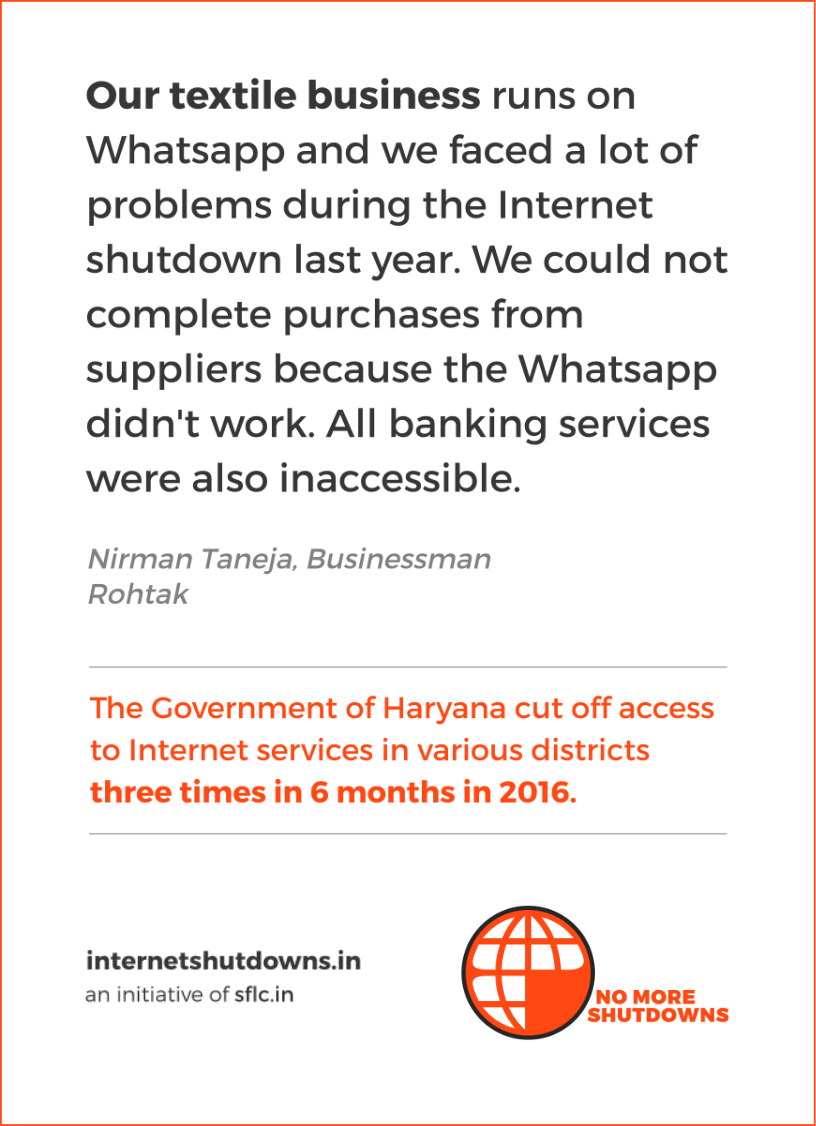 Our textile business runs on
Whatsapp and we faced a lot of
problems during the Internet
shutdown last year. We could not
complete purchases from
suppliers because the Whatsapp
didn't work. All banking services
were also inaccessible.
Nirman Taneja, Businessman
Rohtak
The Government of Haryana cut off access
to Internet services in various districts
three times in 6 months in 2016.
internetshutdowns.in
an initiative of sflc.in
NO MORE
SHUTDOWNS